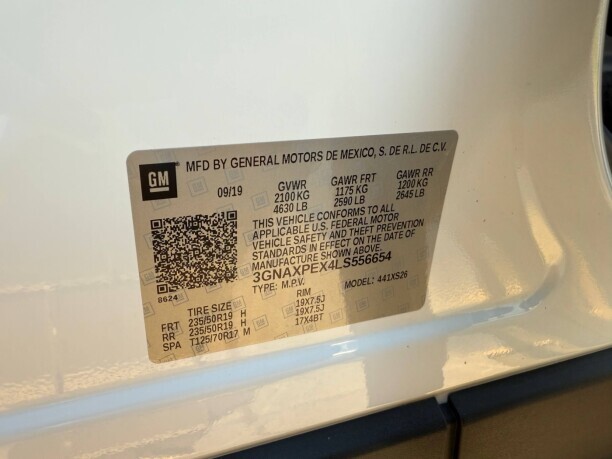 GM
MFD BY GENERAL MOTORS DE MEXICO, S. DE R.L. DE C.V.
09/19 GVWR GAWR FRT GAWR RR
2100 KG 1175 KG 1200 KG
4630 LB 2590 LB 2645 LB
THIS VEHICLE CONFORMS TO ALL
APPLICABLE U.S. FEDERAL MOTOR
VEHICLE SAFETY AND THEFT PREVENTION
STANDARDS IN EFFECT ON THE DATE OF
MANUFACTURE SHOWN ABOVE.
3GNAXPEX4LS556654
8624
TYPE: M.P.V. MODEL: 441XS26
TIRE SIZE RIM
FRT 235/50R19 H 19X7.5J
RR 235/50R19 H 19X7.5J
SPA T125/70R17 M 17X4BT